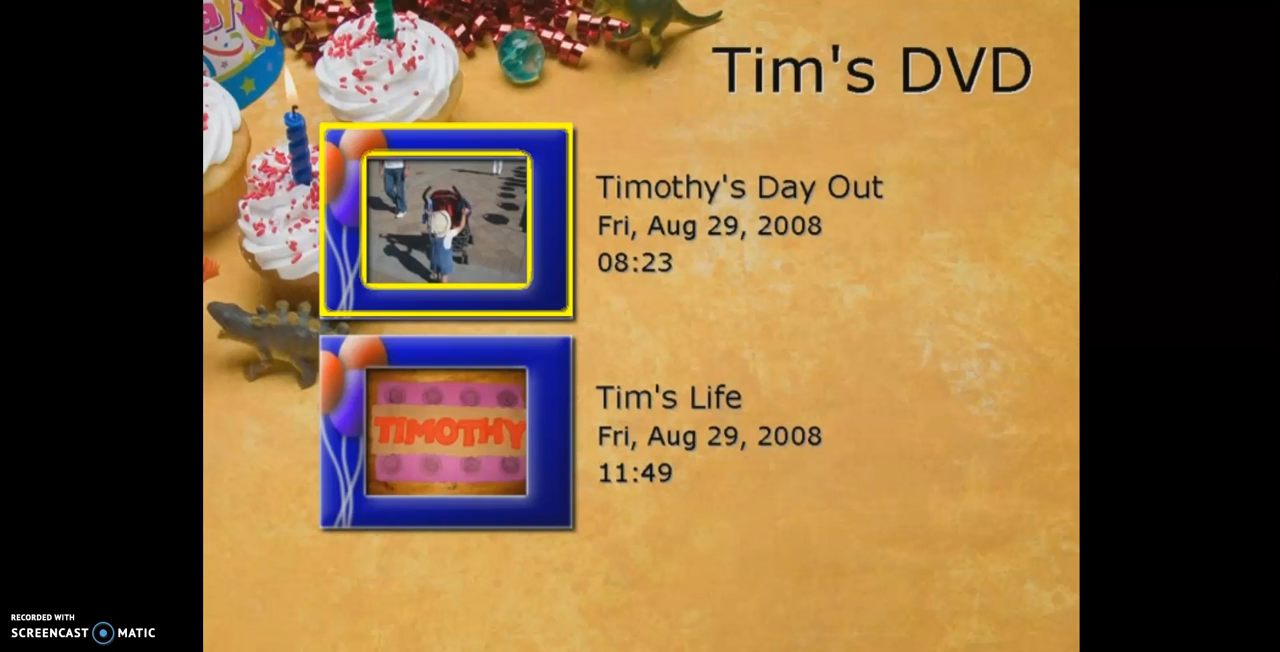 Tim's DVD
Timothy's Day Out
Fri, Aug 29, 2008
08:23
TIMOTHY
Tim's Life
Fri, Aug 29, 2008
11:49
RECORDED WITH
SCREENCAST MATIC